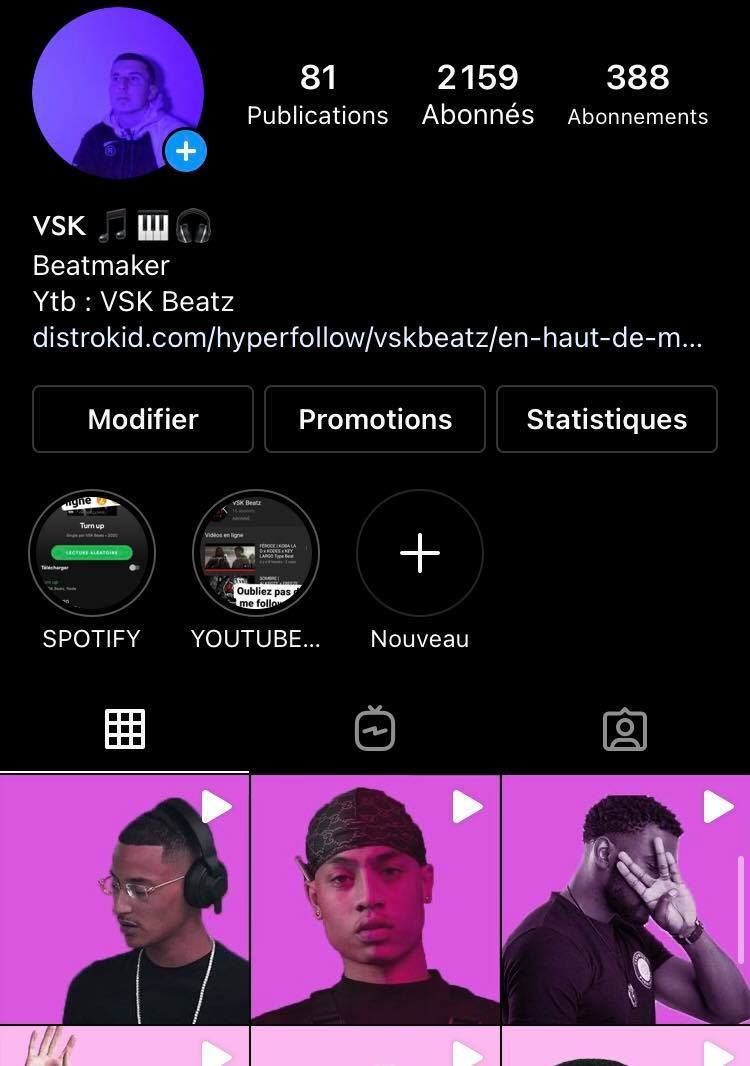 81
2159
388
Publications
Abonnés
Abonnements
VSK
Beatmaker
Ytb : VSK Beatz
distrokid.com/hyperfollow/vskbeatz/en-haut-de-m...
Modifier
Promotions
Statistiques
Turn up
LECTURE ALÉATOIRE
Télécharger
VSK Beatz
Vidéos en ligne
Oubliez pas
me follow
SPOTIFY
YOUTUBE...
Nouveau